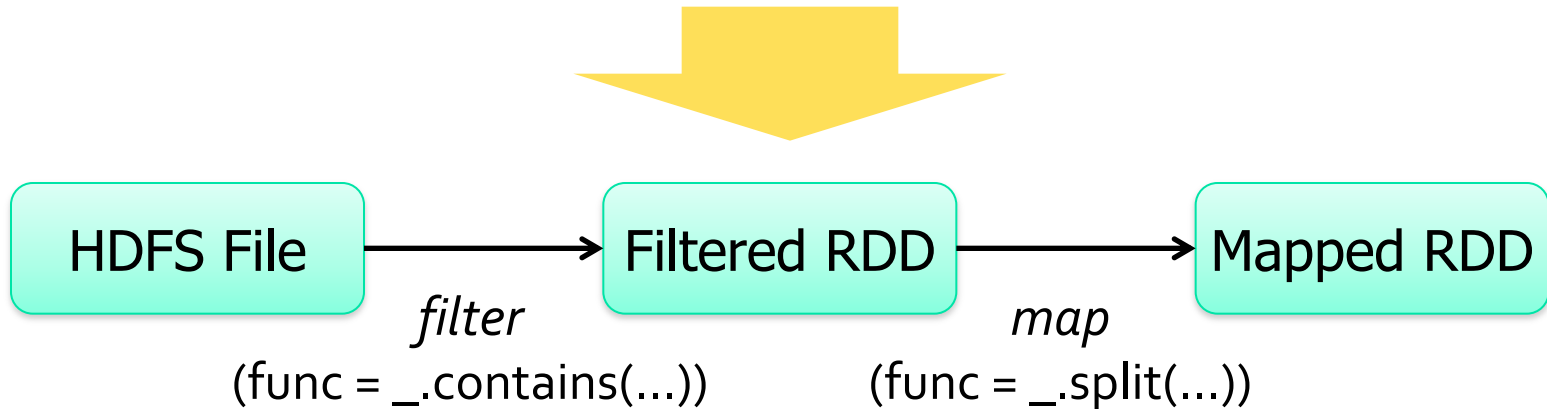 HDFS File
Filtered RDD
Mapped RDD
filter
(func = _.contains(...))
map
(func = _.split(...))